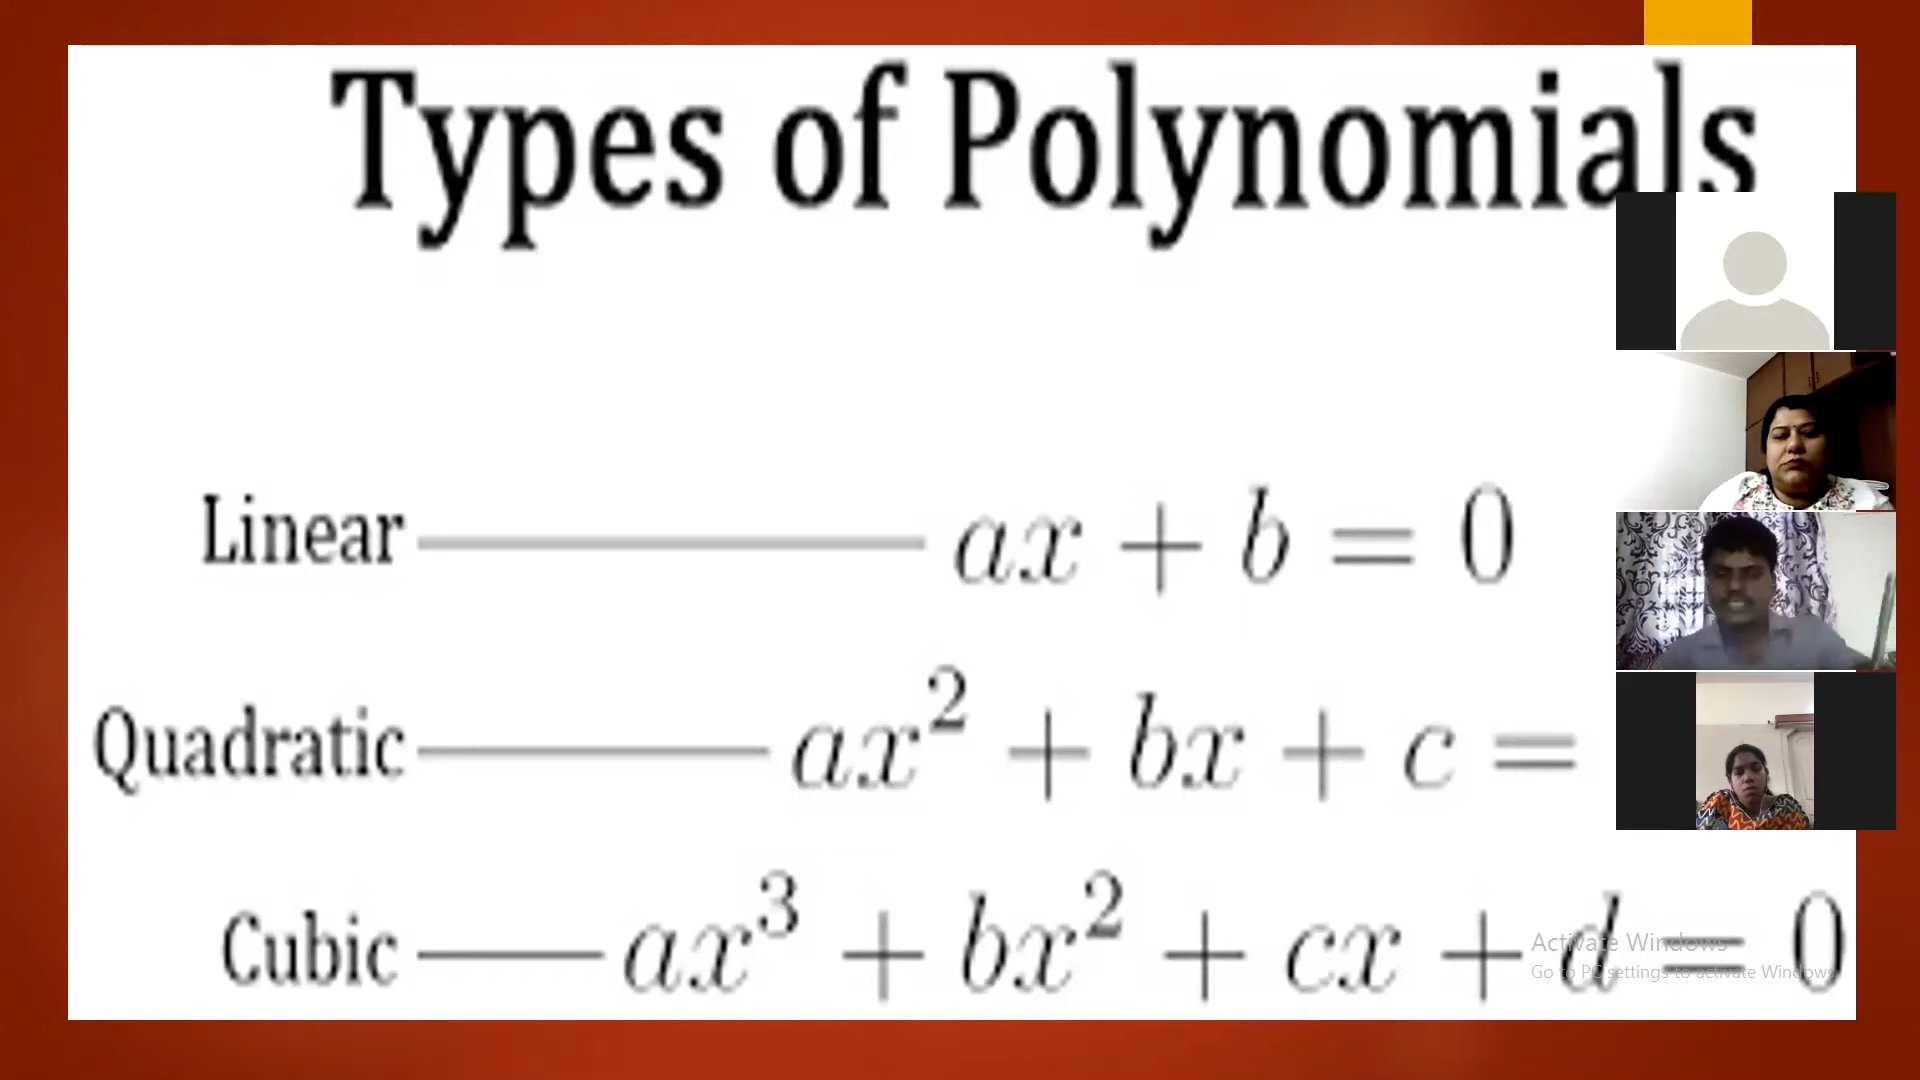 Types of Polynomials
Linear ax + b = 0
Quadratic ax² + bx + c =
Cubic ax³ + bx² + cx + d = 0
Activate Windows
Go to PC settings to activate Windows.